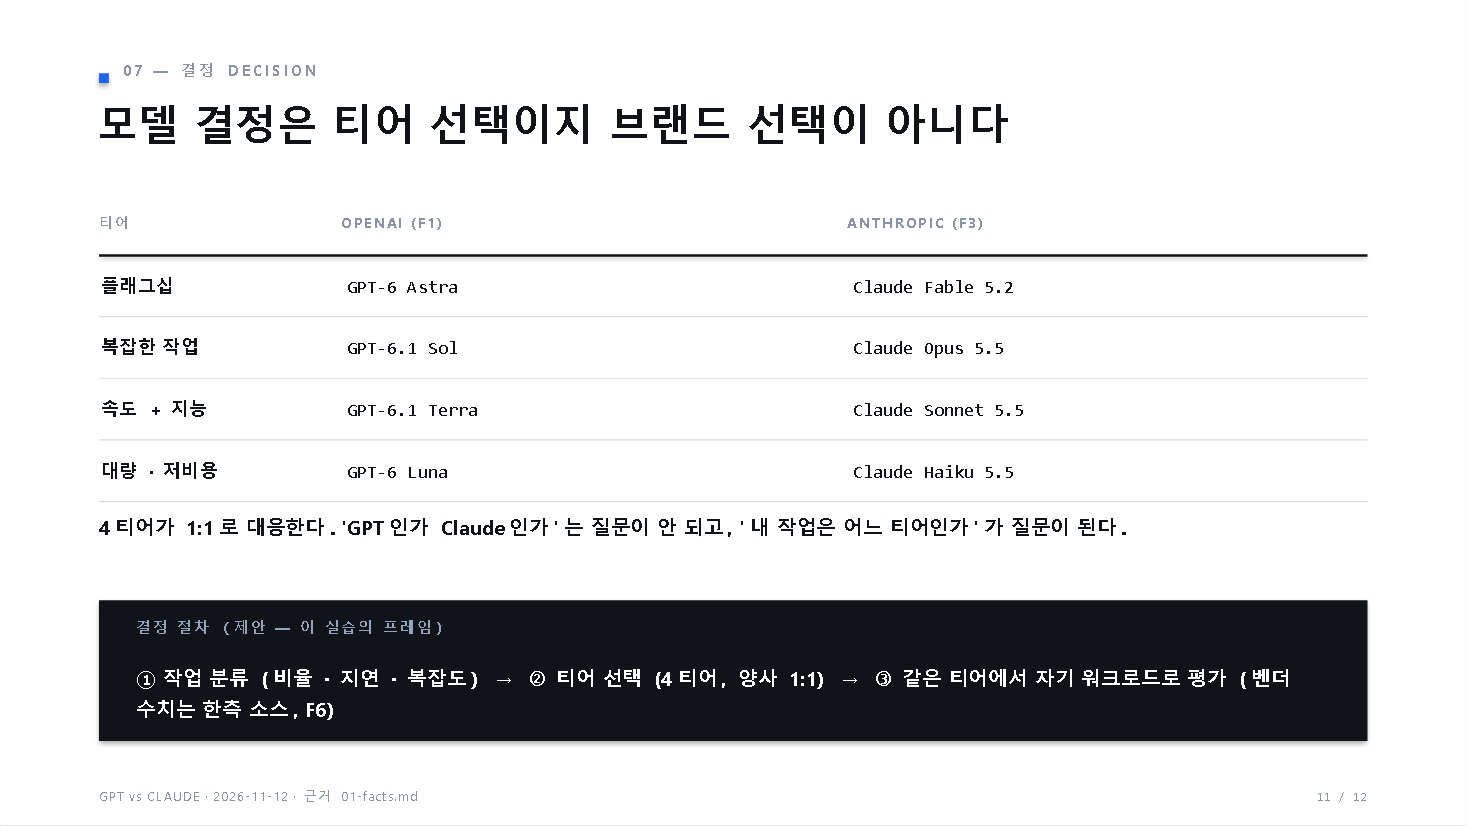 07 — 결정 DECISION
모델 결정은 티어 선택이지 브랜드 선택이 아니다
티어 OPENAI (F1) ANTHROPIC (F3)
플래그십 GPT-6 Astra Claude Fable 5.2
복잡한 작업 GPT-6.1 Sol Claude Opus 5.5
속도 + 지능 GPT-6.1 Terra Claude Sonnet 5.5
대량 · 저비용 GPT-6 Luna Claude Haiku 5.5
4티어가 1:1로 대응한다. 'GPT인가 Claude인가'는 질문이 안 되고, '내 작업은 어느 티어인가'가 질문이 된다.
결정 절차 (제안 — 이 실습의 프레임)
① 작업 분류 (비율 · 지연 · 복잡도) → ② 티어 선택 (4티어, 양사 1:1) → ③ 같은 티어에서 자기 워크로드로 평가 (벤더
수치는 한측 소스, F6)
GPT vs CLAUDE · 2026-11-12 · 근거 01-facts.md 11 / 12